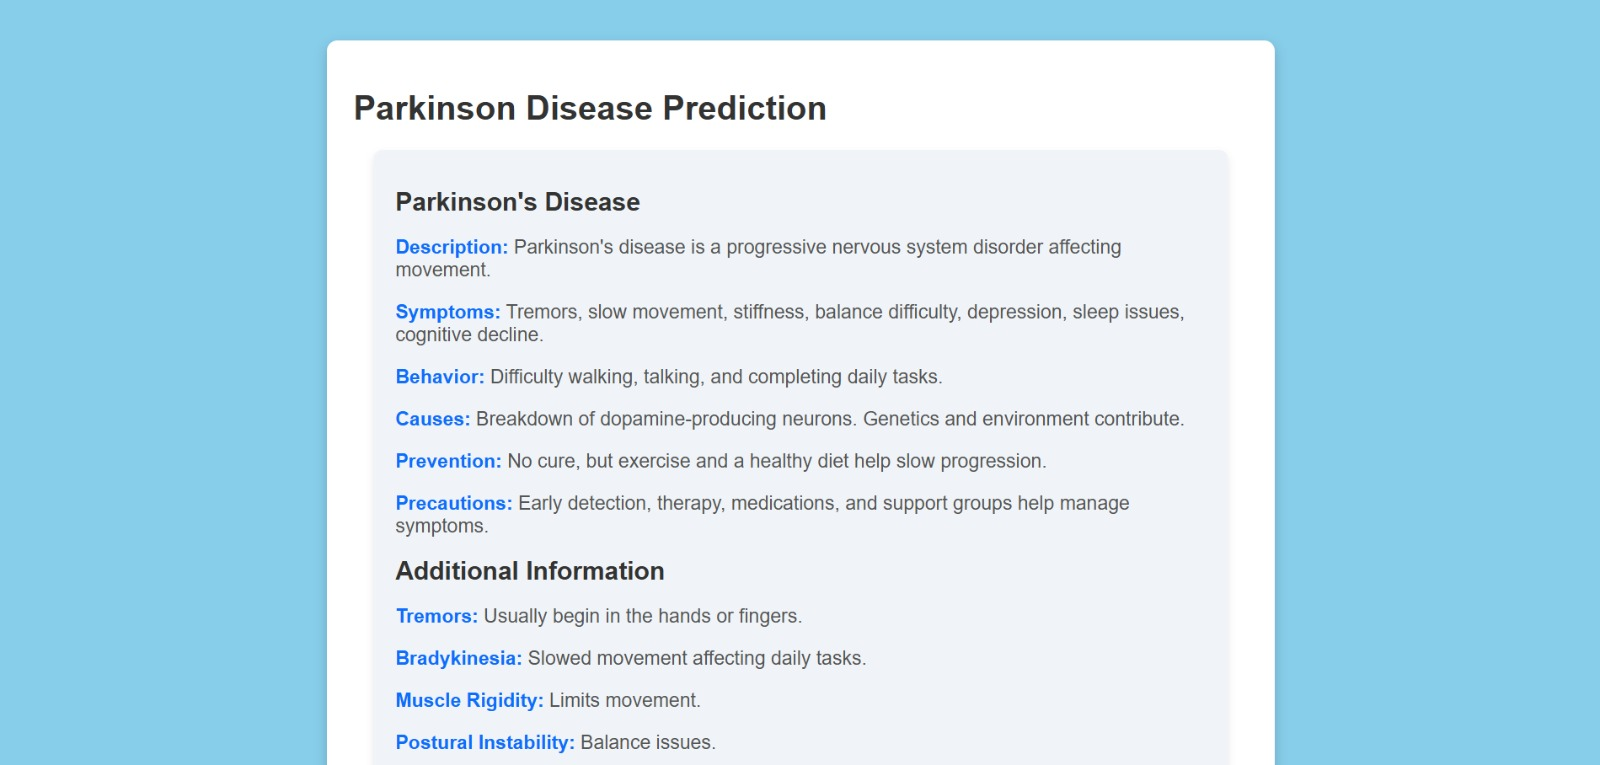 Parkinson Disease Prediction
Parkinson's Disease
Description: Parkinson's disease is a progressive nervous system disorder affecting
movement.
Symptoms: Tremors, slow movement, stiffness, balance difficulty, depression, sleep issues,
cognitive decline.
Behavior: Difficulty walking, talking, and completing daily tasks.
Causes: Breakdown of dopamine-producing neurons. Genetics and environment contribute.
Prevention: No cure, but exercise and a healthy diet help slow progression.
Precautions: Early detection, therapy, medications, and support groups help manage
symptoms.
Additional Information
Tremors: Usually begin in the hands or fingers.
Bradykinesia: Slowed movement affecting daily tasks.
Muscle Rigidity: Limits movement.
Postural Instability: Balance issues.